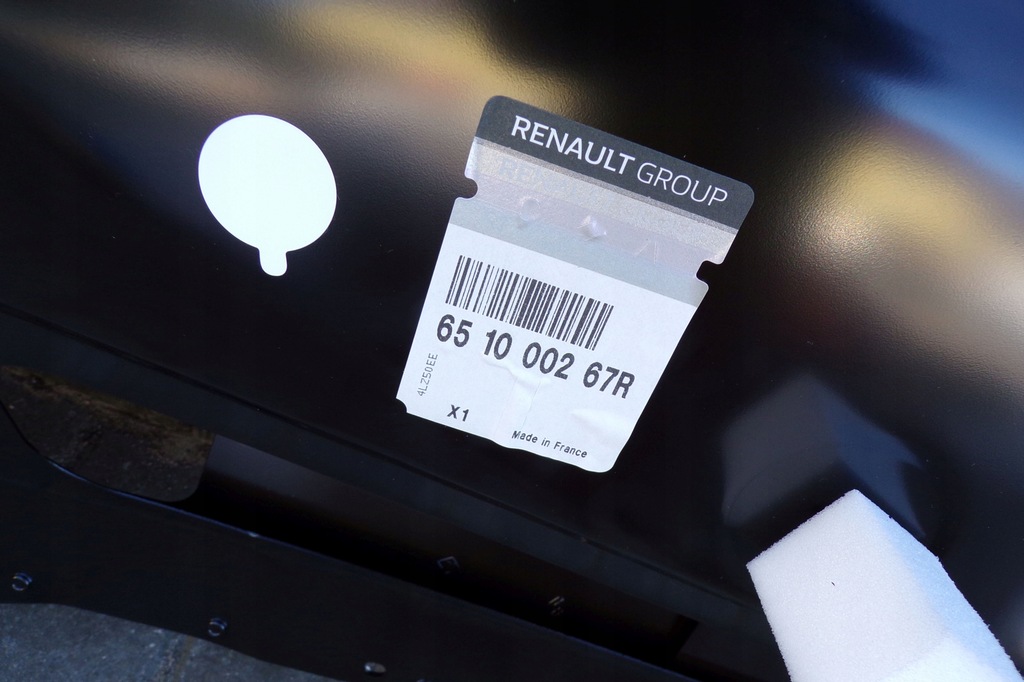 RENAULT GROUP
65 10 002 67R
4LZ50EE
X1
Made in France